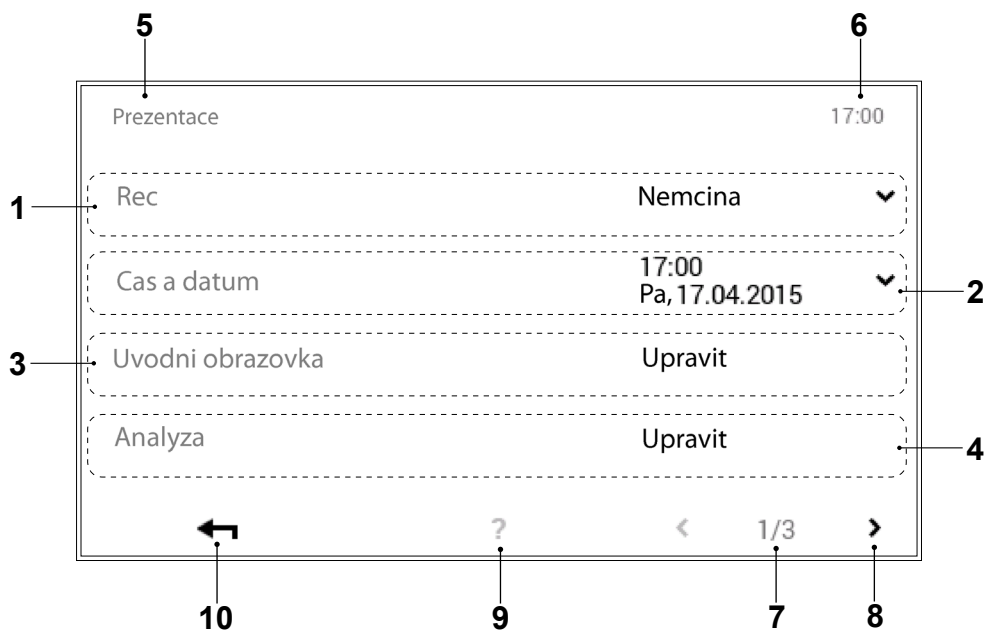 5 6
Prezentace 17:00
1 Rec Nemcina
Cas a datum 17:00
Pa, 17.04.2015 2
3 Uvodni obrazovka Upravit
Analyza Upravit 4
? 1/3
10 9 7 8